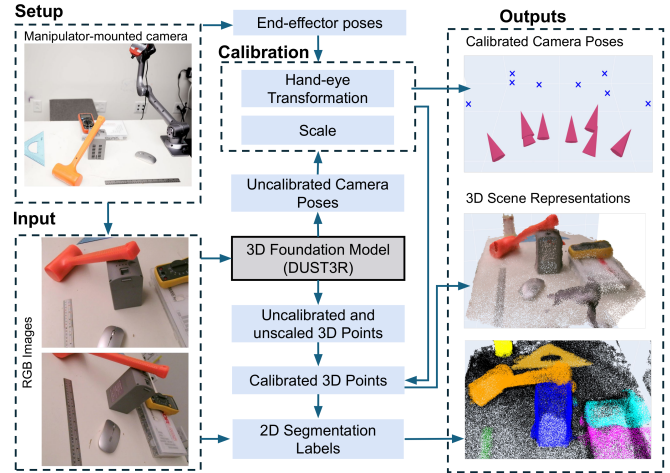 Setup
Manipulator-mounted camera
End-effector poses
Calibration
Hand-eye
Transformation
Scale
Uncalibrated Camera
Poses
Input
RGB Images
3D Foundation Model
(DUST3R)
Uncalibrated and
unscaled 3D Points
Calibrated 3D Points
2D Segmentation
Labels
Outputs
Calibrated Camera Poses
3D Scene Representations